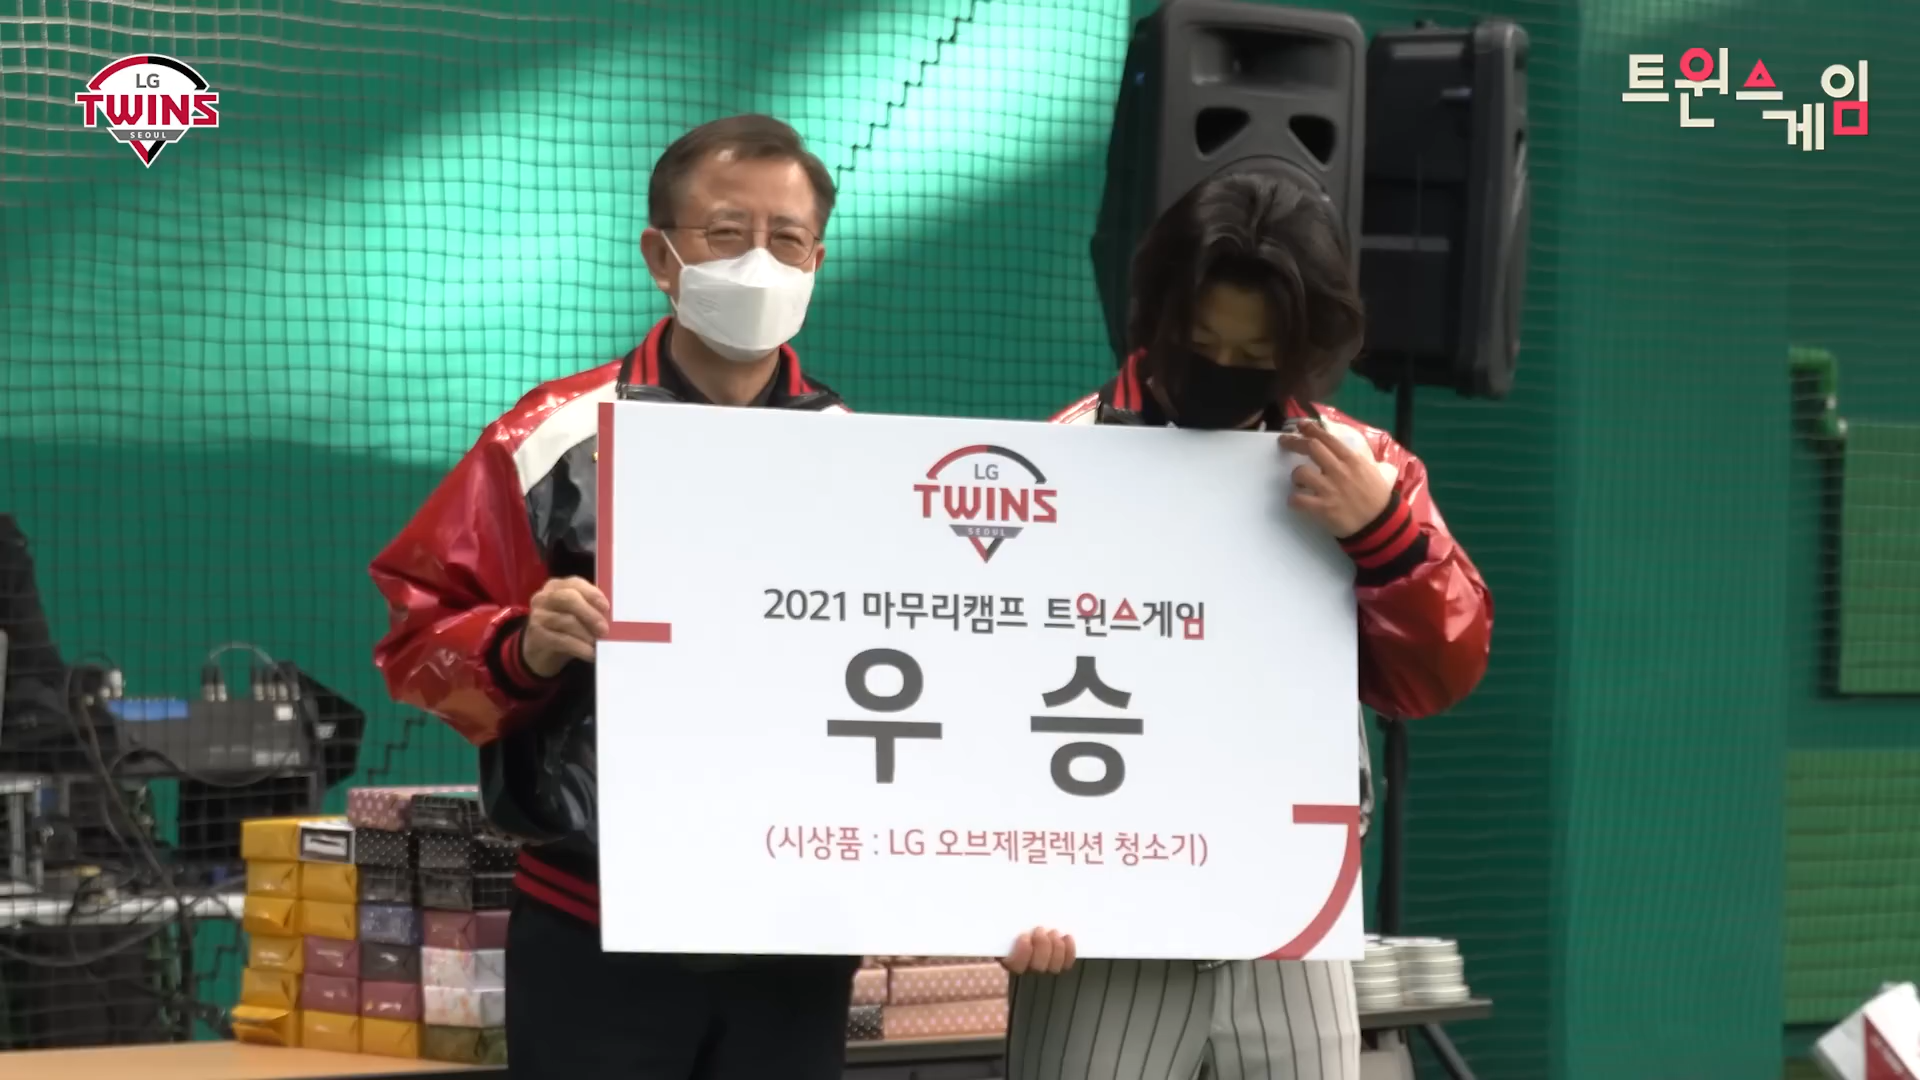 LG
TWINS
SEOUL
트윈스게임
LG
TWINS
SEOUL
2021 마무리캠프 트윈스게임
우승
(시상품 : LG 오브제컬렉션 청소기)